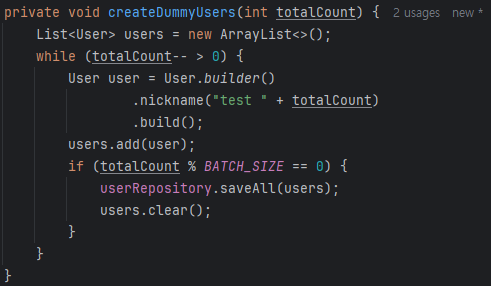 private void createDummyUsers(int totalCount) { 2 usages new *
    List<User> users = new ArrayList<>();
    while (totalCount-- > 0) {
        User user = User.builder()
                .nickname("test " + totalCount)
                .build();
        users.add(user);
        if (totalCount % BATCH_SIZE == 0) {
            userRepository.saveAll(users);
            users.clear();
        }
    }
}